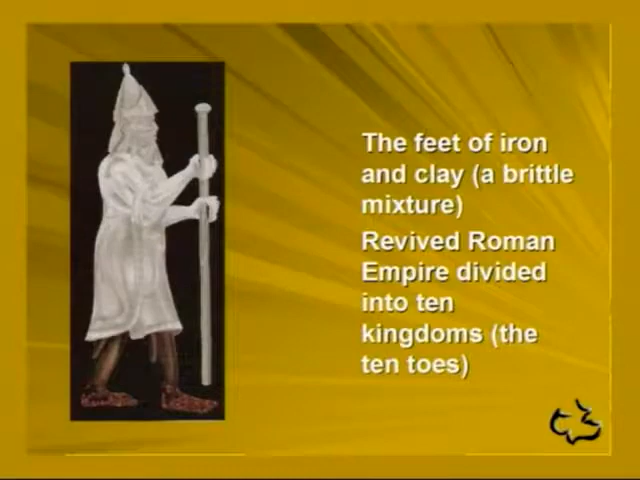 The feet of iron
and clay (a brittle
mixture)
Revived Roman
Empire divided
into ten
kingdoms (the
ten toes)